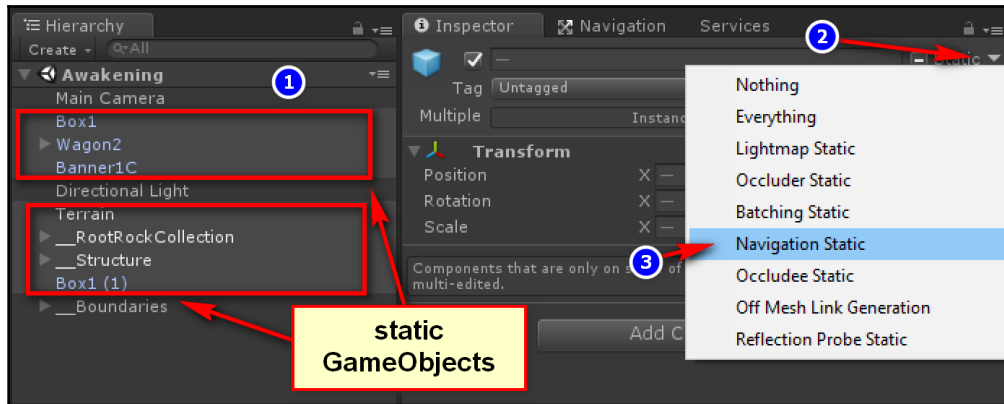 Hierarchy
Create
All
Awakening
Main Camera
Box1
Wagon2
Banner1C
Directional Light
Terrain
__RootRockCollection
__Structure
Box1 (1)
__Boundaries
1
static
GameObjects
Inspector Navigation Services
2
Static
Tag Untagged
Multiple
Transform
Position X —
Rotation X —
Scale X —
3
Components that are only on
multi-edited.
Nothing
Everything
Lightmap Static
Occluder Static
Batching Static
Navigation Static
Occludee Static
Off Mesh Link Generation
Reflection Probe Static